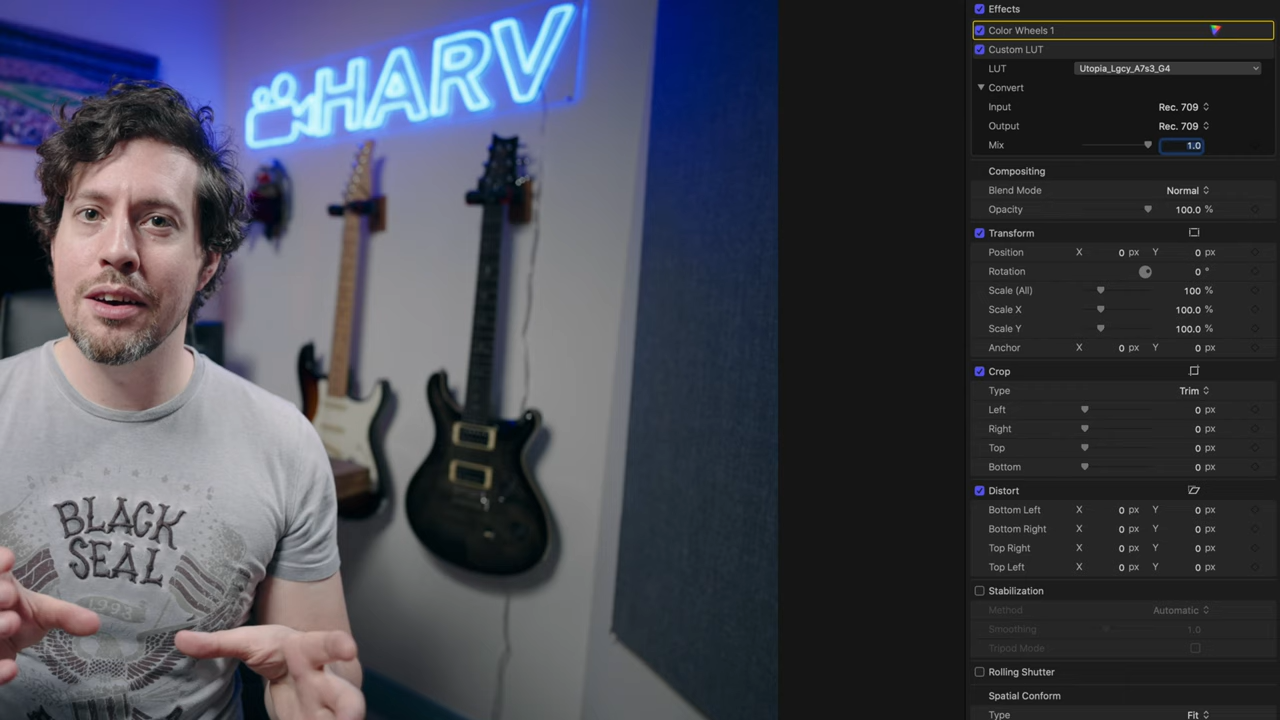 HARV
BLACK
SEAL
1993
Effects
Color Wheels 1
Custom LUT
LUT Utopia_Lgcy_A7s3_G4
Convert
Input Rec. 709
Output Rec. 709
Mix 1.0
Compositing
Blend Mode Normal
Opacity 100.0 %
Transform
Position X 0 px Y 0 px
Rotation 0 °
Scale (All) 100 %
Scale X 100.0 %
Scale Y 100.0 %
Anchor X 0 px Y 0 px
Crop
Type Trim
Left 0 px
Right 0 px
Top 0 px
Bottom 0 px
Distort
Bottom Left X 0 px Y 0 px
Bottom Right X 0 px Y 0 px
Top Right X 0 px Y 0 px
Top Left X 0 px Y 0 px
Stabilization
Method Automatic
Smoothing 1.0
Tripod Mode
Rolling Shutter
Spatial Conform
Type Fit